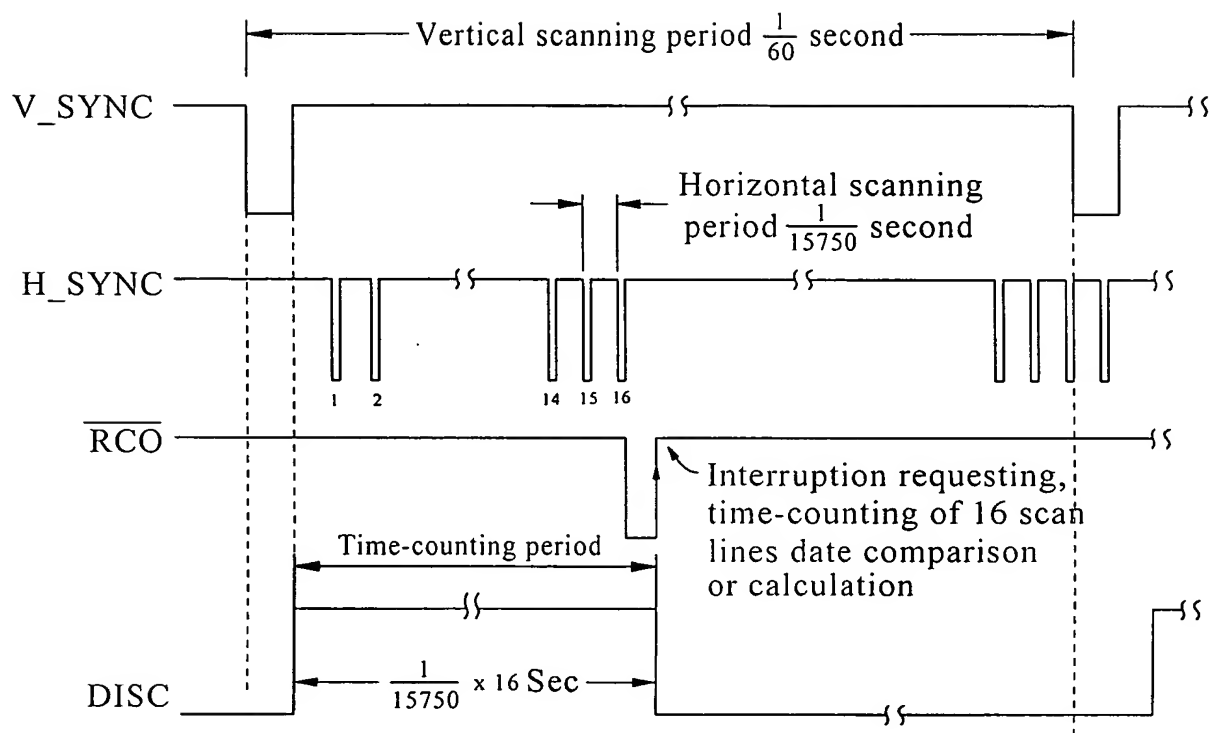 Vertical scanning period 1/60 second
V_SYNC
Horizontal scanning
period 1/15750 second
H_SYNC
1 2 14 15 16
RCO
Interruption requesting,
time-counting of 16 scan
lines date comparison
or calculation
Time-counting period
1/15750 x 16 Sec
DISC